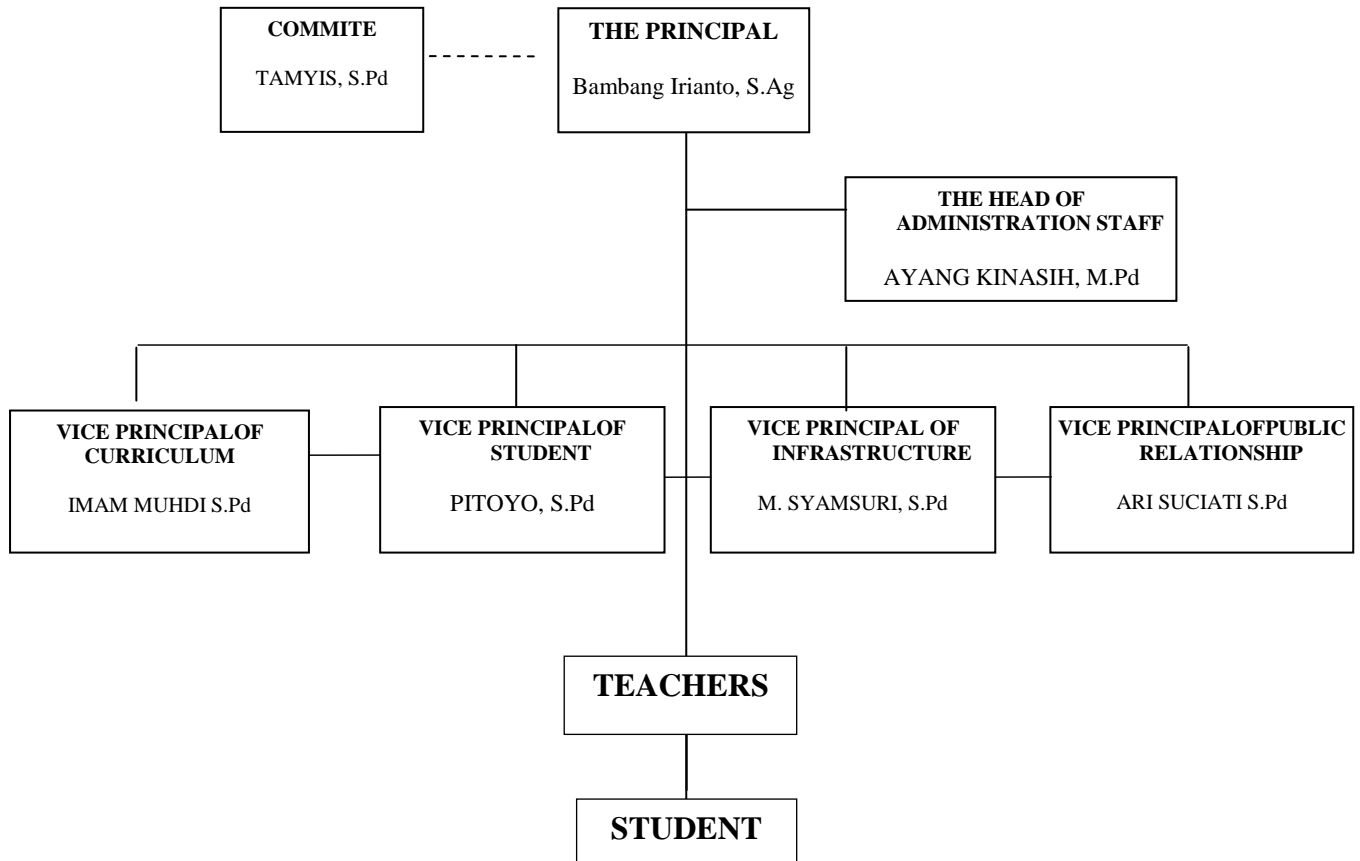 COMMITE
TAMYIS, S.Pd
THE PRINCIPAL
Bambang Irianto, S.Ag
THE HEAD OF
ADMINISTRATION STAFF
AYANG KINASIH, M.Pd
VICE PRINCIPALOF
CURRICULUM
IMAM MUHDI S.Pd
VICE PRINCIPALOF
STUDENT
PITOYO, S.Pd
VICE PRINCIPAL OF
INFRASTRUCTURE
M. SYAMSURI, S.Pd
VICE PRINCIPALOFPUBLIC
RELATIONSHIP
ARI SUCIATI S.Pd
TEACHERS
STUDENT